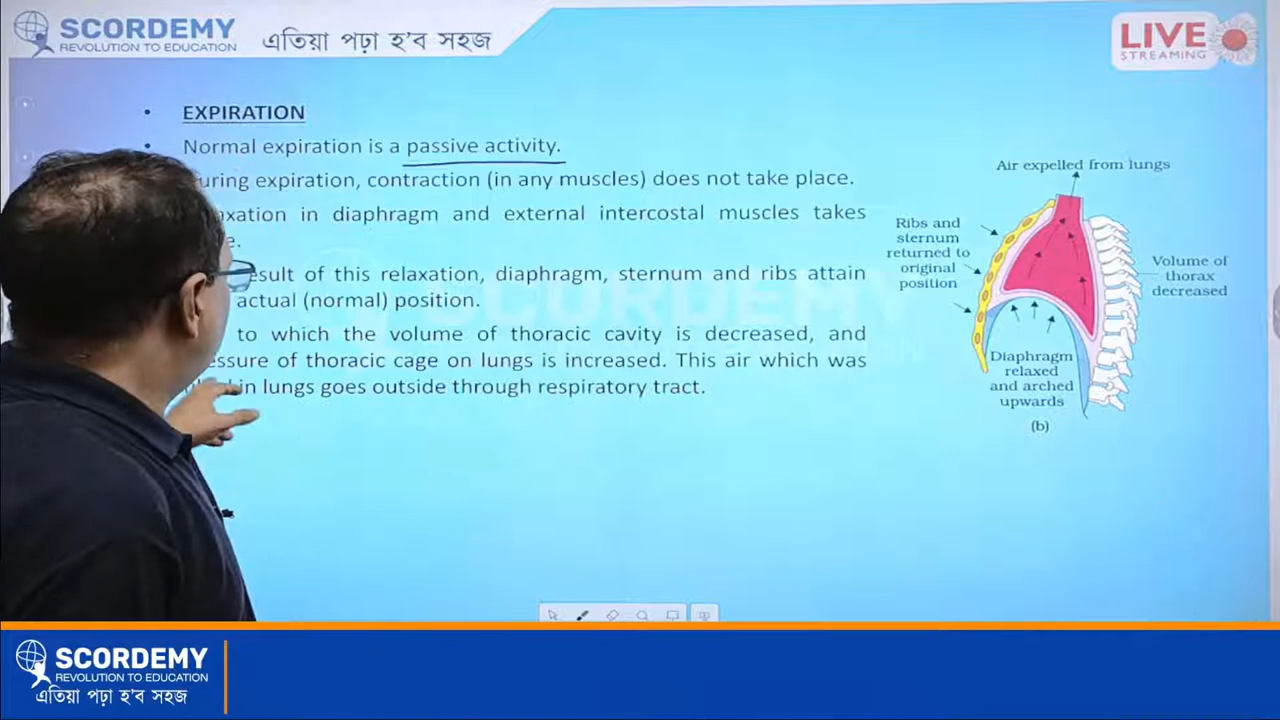 SCORDEMY
REVOLUTION TO EDUCATION
এতিয়া পঢ়া হ'ব সহজ
LIVE
STREAMING
• EXPIRATION
• Normal expiration is a passive activity.
uring expiration, contraction (in any muscles) does not take place.
axation in diaphragm and external intercostal muscles takes
e.
esult of this relaxation, diaphragm, sternum and ribs attain
actual (normal) position.
to which the volume of thoracic cavity is decreased, and
essure of thoracic cage on lungs is increased. This air which was
in lungs goes outside through respiratory tract.
Air expelled from lungs
Ribs and
sternum
returned to
original
position
Volume of
thorax
decreased
Diaphragm
relaxed
and arched
upwards
(b)
SCORDEMY
SCORDEMY
REVOLUTION TO EDUCATION
এতিয়া পঢ়া হ'ব সহজ